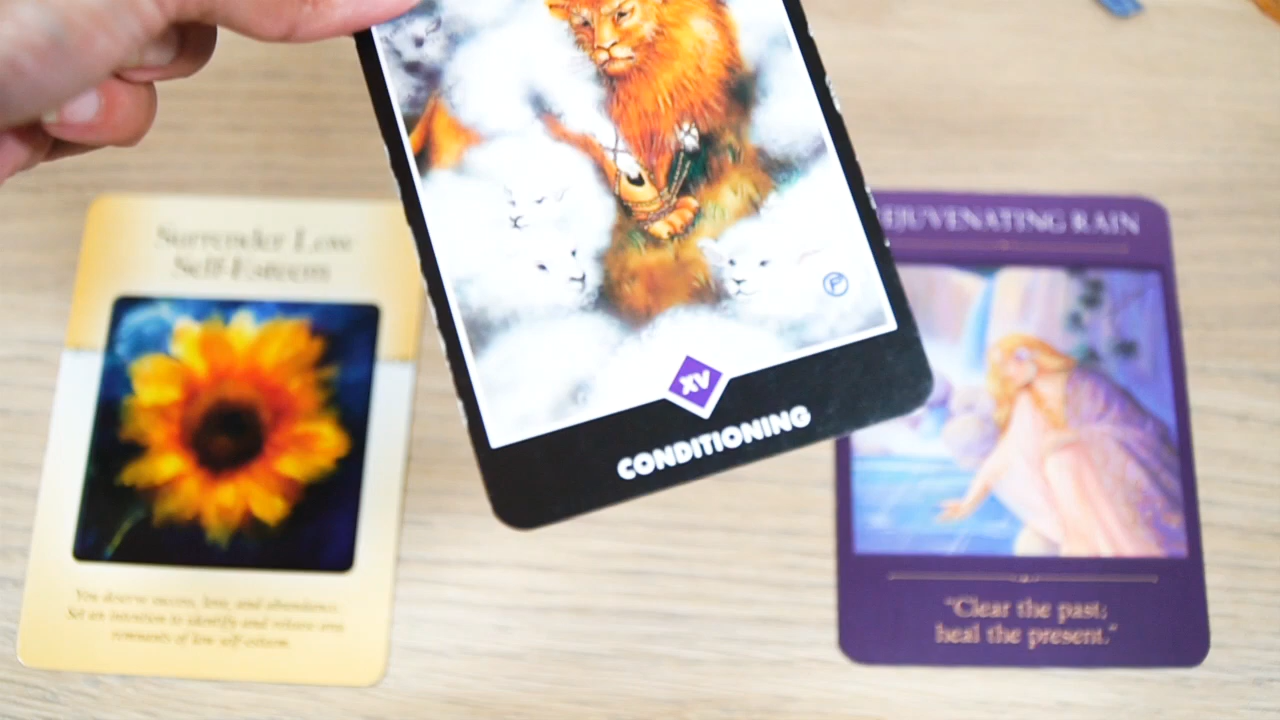 Surrender Low
Self-Esteem
You deserve success, love, and abundance.
Set an intention to identify and release any
remnants of low self-esteem.
XV
CONDITIONING
EJUVENATING RAIN
"Clear the past;
heal the present."